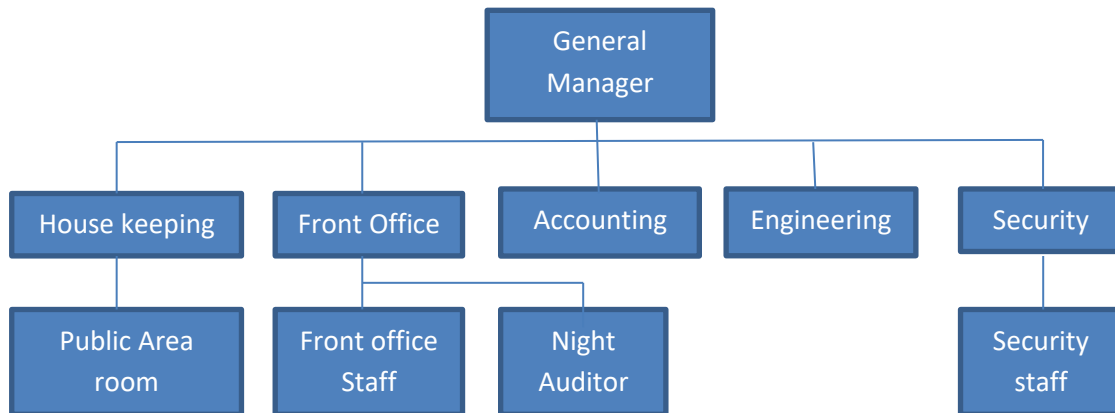 General
Manager
House keeping
Front Office
Accounting
Engineering
Security
Public Area
room
Front office
Staff
Night
Auditor
Security
staff